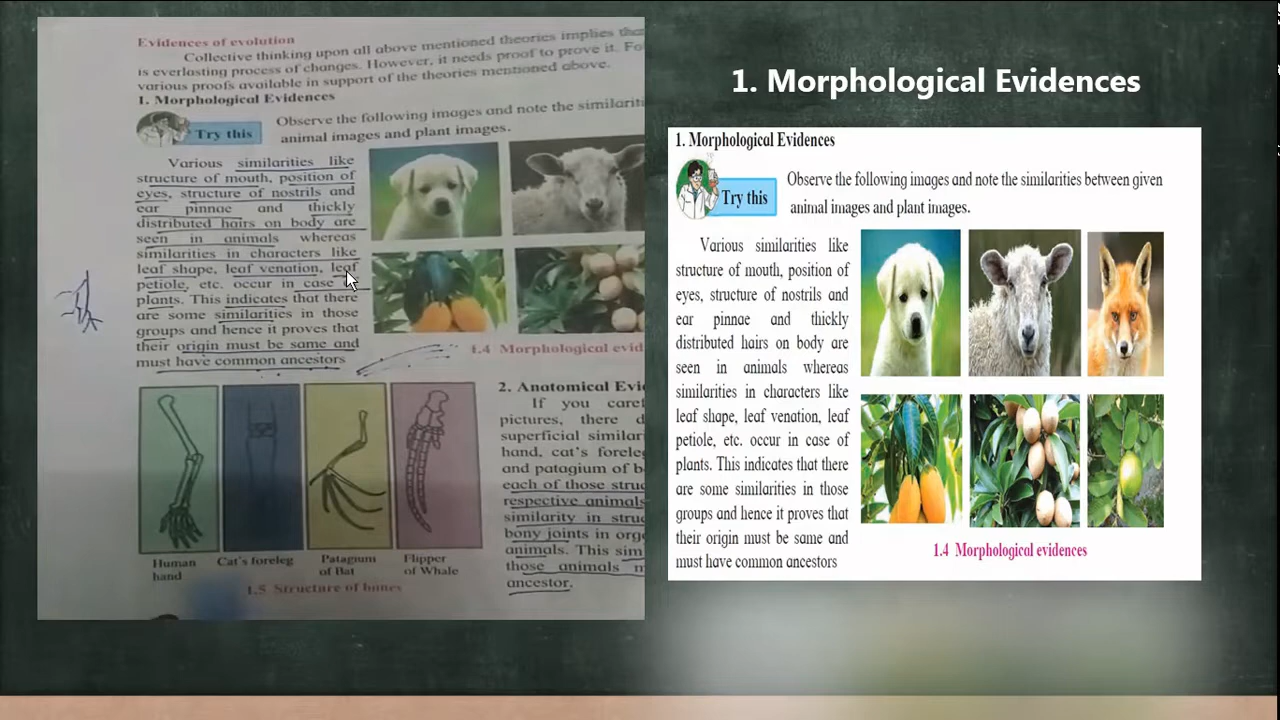 Evidences of evolution
Collective thinking upon all above mentioned theories implies
is everlasting process of changes. However, it needs proof to prove it.
various proofs available in support of the theories mentioned above.
1. Morphological Evidences
Try this
Observe the following images and note the
animal images and plant images.
Various similarities like
structure of mouth, position of
eyes, structure of nostrils and
ear pinnae and thickly
distributed hairs on body are
seen in animals whereas
similarities in characters like
leaf shape, leaf venation, leaf
petiole, etc. occur in case
plants. This indicates that there
are some similarities in those
groups and hence it proves that
their origin must be same and
must have common ancestors
1.4 Morphological evid
2. Anatomical Evi
If you caref
pictures, there d
superficial similar
hand, cat's foreleg
and patagium of b
each of those struc
respective animals
similarity in struc
bony joints in orga
animals. This sim
those animals m
ancestor.
Human
hand
Cat's foreleg
Patagium
of Bat
Flipper
of Whale
1.5 Structure of bones
1. Morphological Evidences
1. Morphological Evidences
Try this
Observe the following images and note the similarities between given
animal images and plant images.
Various similarities like
structure of mouth, position of
eyes, structure of nostrils and
ear pinnae and thickly
distributed hairs on body are
seen in animals whereas
similarities in characters like
leaf shape, leaf venation, leaf
petiole, etc. occur in case of
plants. This indicates that there
are some similarities in those
groups and hence it proves that
their origin must be same and
must have common ancestors
1.4 Morphological evidences